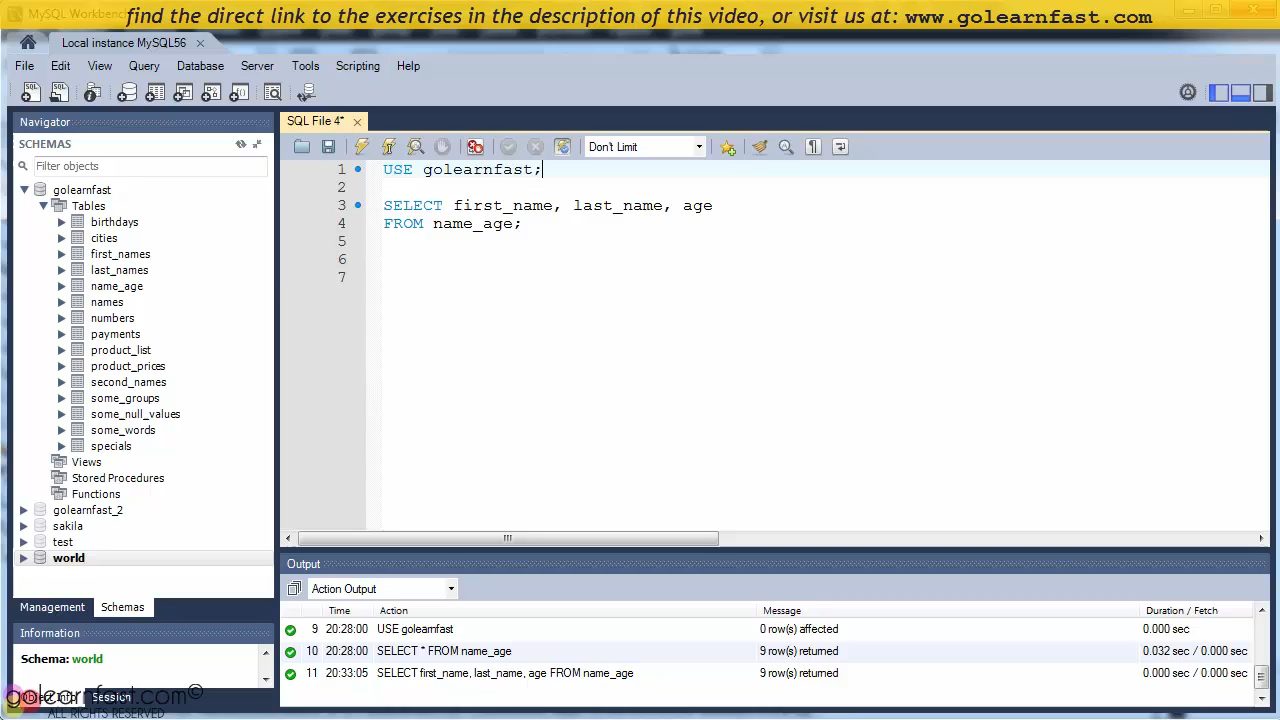 MySQL Workbench
find the direct link to the exercises in the description of this video, or visit us at: www.golearnfast.com
Local instance MySQL56
File Edit View Query Database Server Tools Scripting Help
Navigator
SCHEMAS
Filter objects
golearnfast
Tables
birthdays
cities
first_names
last_names
name_age
names
numbers
payments
product_list
product_prices
second_names
some_groups
some_null_values
some_words
specials
Views
Stored Procedures
Functions
golearnfast_2
sakila
test
world
Management Schemas
Information
Schema: world
Object Info Session
golearnfast.com©
ALL RIGHTS RESERVED
SQL File 4*
Don't Limit
1 USE golearnfast;
2
3 SELECT first_name, last_name, age
4 FROM name_age;
5
6
7
Output
Action Output
Time Action Message Duration / Fetch
9 20:28:00 USE golearnfast 0 row(s) affected 0.000 sec
10 20:28:00 SELECT * FROM name_age 9 row(s) returned 0.032 sec / 0.000 sec
11 20:33:05 SELECT first_name, last_name, age FROM name_age 9 row(s) returned 0.000 sec / 0.000 sec